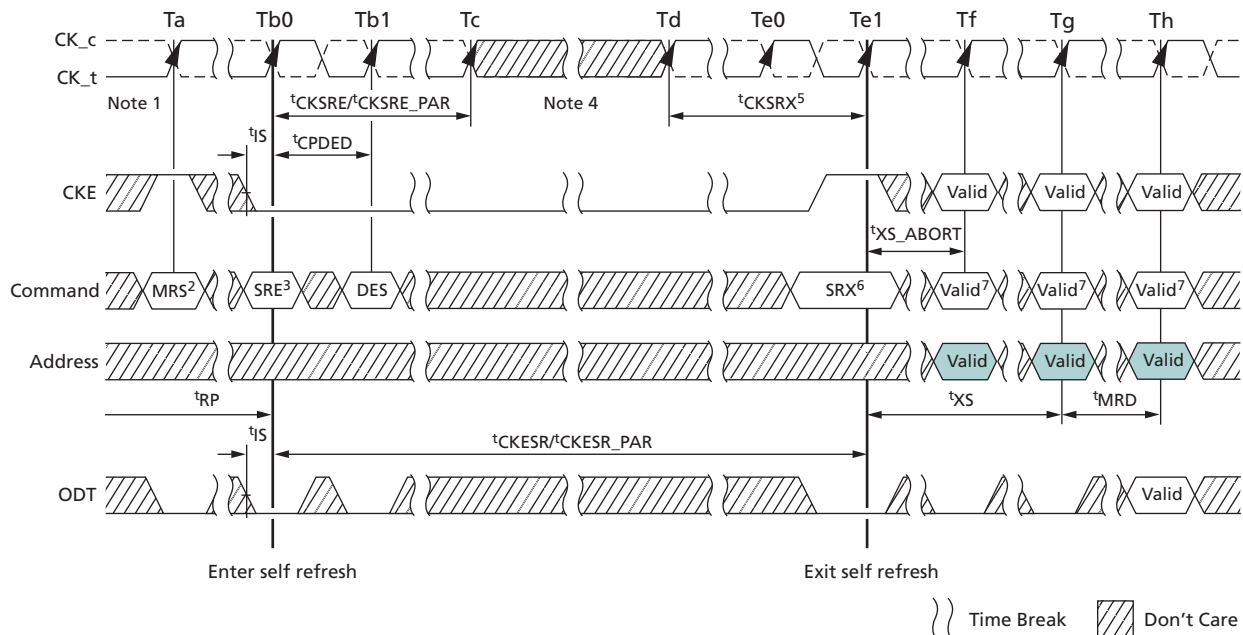 Ta Tb0 Tb1 Tc Td Te0 Te1 Tf Tg Th
CK_c
CK_t
Note 1 tCKSRE/tCKSRE_PAR Note 4 tCKSRX5
tIS tCPDED
CKE Valid Valid Valid
tXS_ABORT
Command MRS2 SRE3 DES SRX6 Valid7 Valid7 Valid7
Address Valid Valid Valid
tRP tXS tMRD
tIS tCKESR/tCKESR_PAR
ODT Valid
Enter self refresh Exit self refresh
Time Break Don't Care